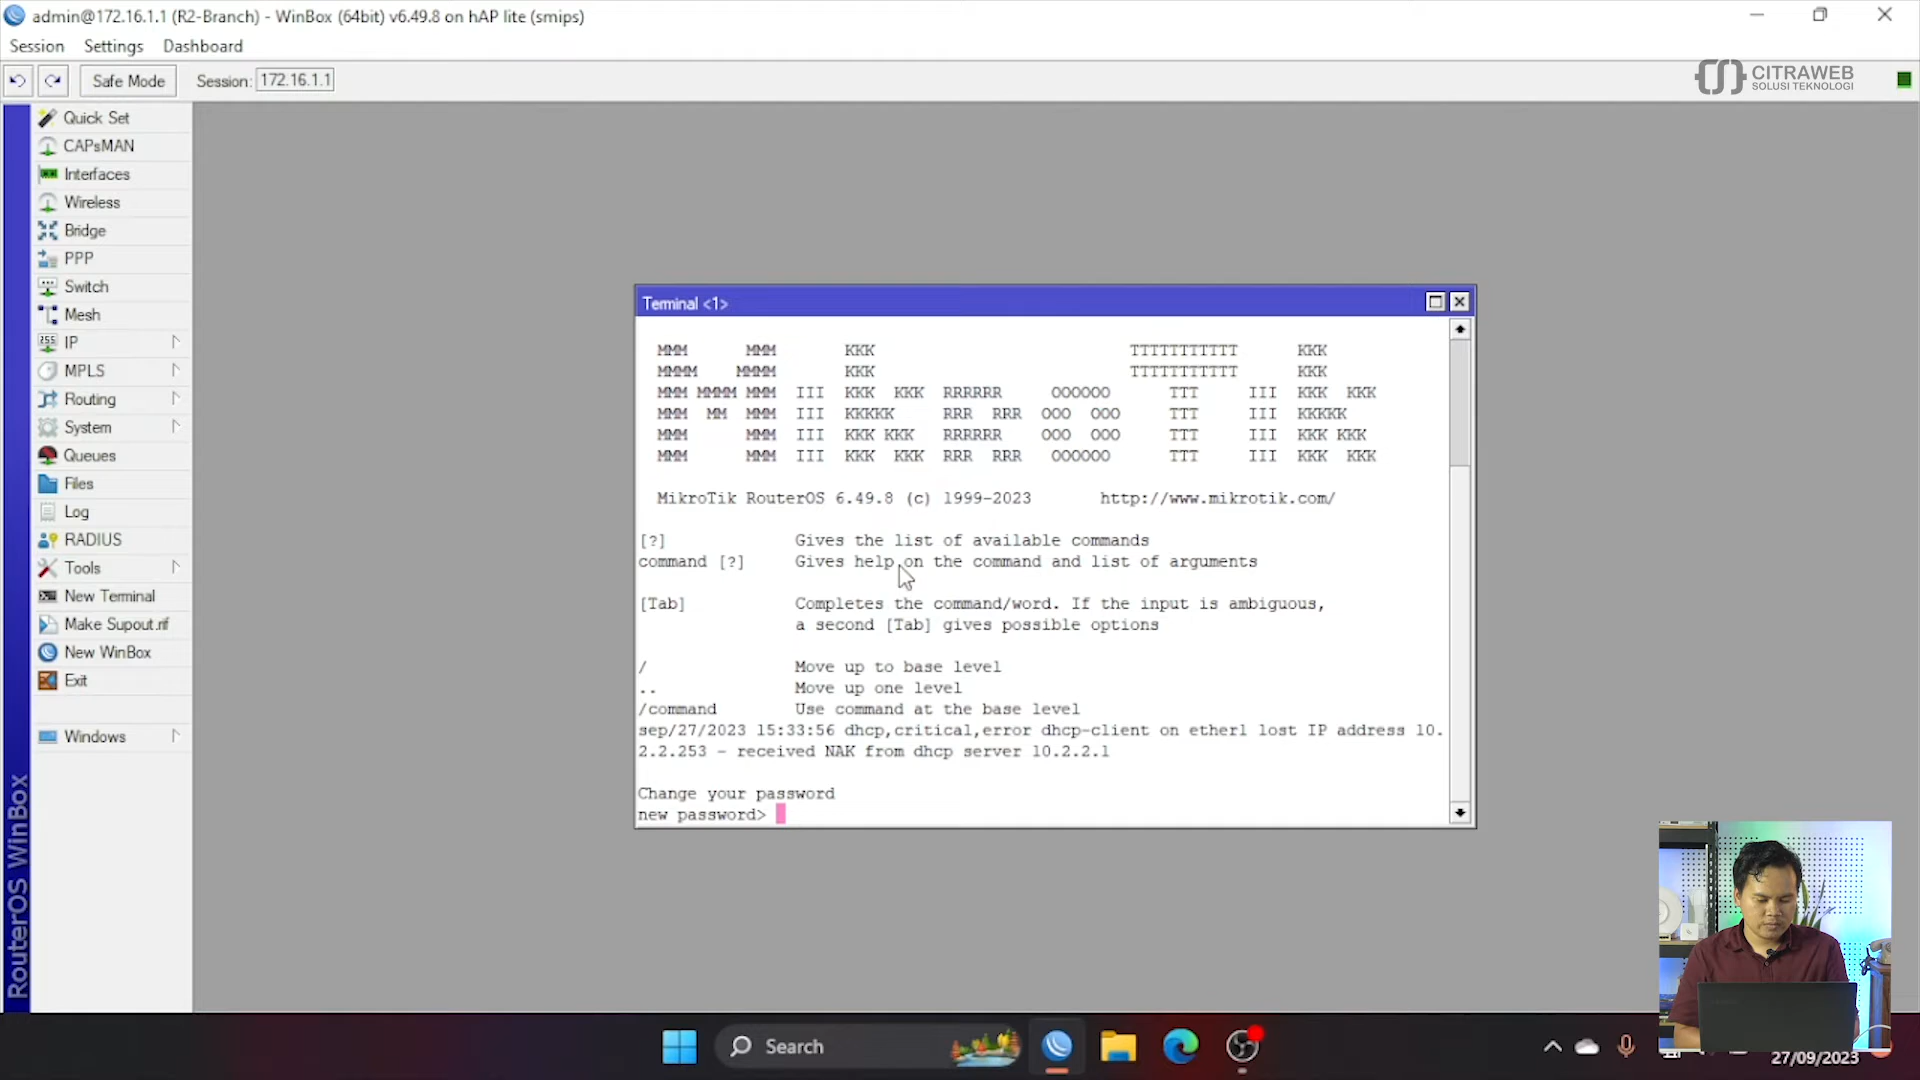 admin@172.16.1.1 (R2-Branch) - WinBox (64bit) v6.49.8 on hAP lite (smips)
Session Settings Dashboard
Safe Mode Session: 172.16.1.1
CITRAWEB
SOLUSI TEKNOLOGI
Quick Set
CAPsMAN
Interfaces
Wireless
Bridge
PPP
Switch
Mesh
IP
MPLS
Routing
System
Queues
Files
Log
RADIUS
Tools
New Terminal
Make Supout.rif
New WinBox
Exit
Windows
RouterOS WinBox
Terminal <1>
MMM      MMM       KKK                          TTTTTTTTTTT      KKK
MMMM    MMMM       KKK                          TTTTTTTTTTT      KKK
MMM MMMM MMM  III  KKK  KKK  RRRRRR     OOOOOO      TTT     III  KKK  KKK
MMM  MM  MMM  III  KKKKK     RRR  RRR  OOO  OOO     TTT     III  KKKKK
MMM      MMM  III  KKK KKK   RRRRRR    OOO  OOO     TTT     III  KKK KKK
MMM      MMM  III  KKK  KKK  RRR  RRR   OOOOOO      TTT     III  KKK  KKK
MikroTik RouterOS 6.49.8 (c) 1999-2023       http://www.mikrotik.com/
[?]             Gives the list of available commands
command [?]     Gives help on the command and list of arguments
[Tab]           Completes the command/word. If the input is ambiguous,
a second [Tab] gives possible options
/               Move up to base level
..              Move up one level
/command        Use command at the base level
sep/27/2023 15:33:56 dhcp,critical,error dhcp-client on ether1 lost IP address 10.
2.2.253 - received NAK from dhcp server 10.2.2.1
Change your password
new password>
Search
27/09/2023